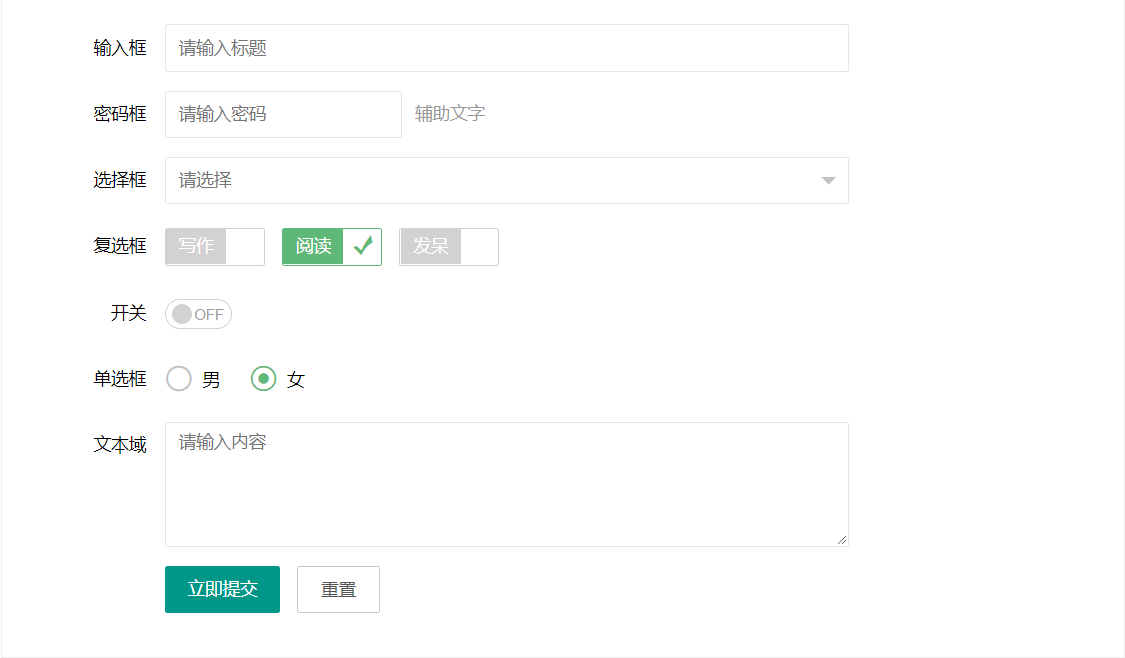 输入框 请输入标题
密码框 请输入密码 辅助文字
选择框 请选择
复选框 写作 阅读 发呆
开关 OFF
单选框 男 女
文本域 请输入内容
立即提交 重置